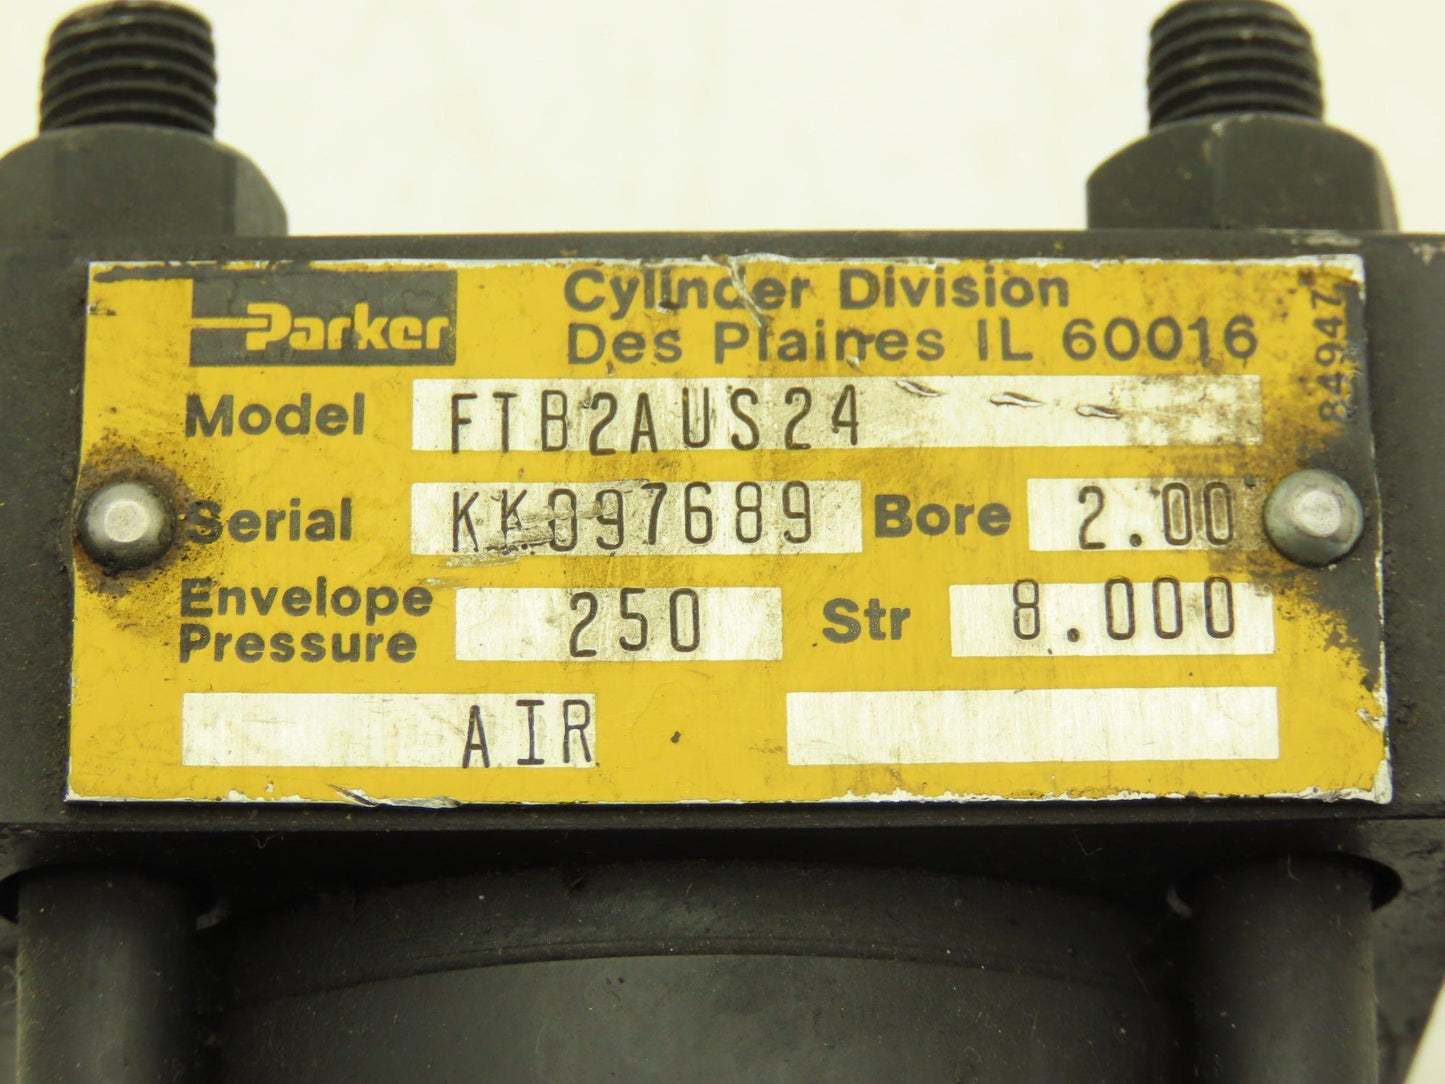 Parker
Cylinder Division
Des Plaines IL 60016
84947
Model FTB2AUS24
Serial KK097689 Bore 2.00
Envelope
Pressure 250 Str 8.000
AIR